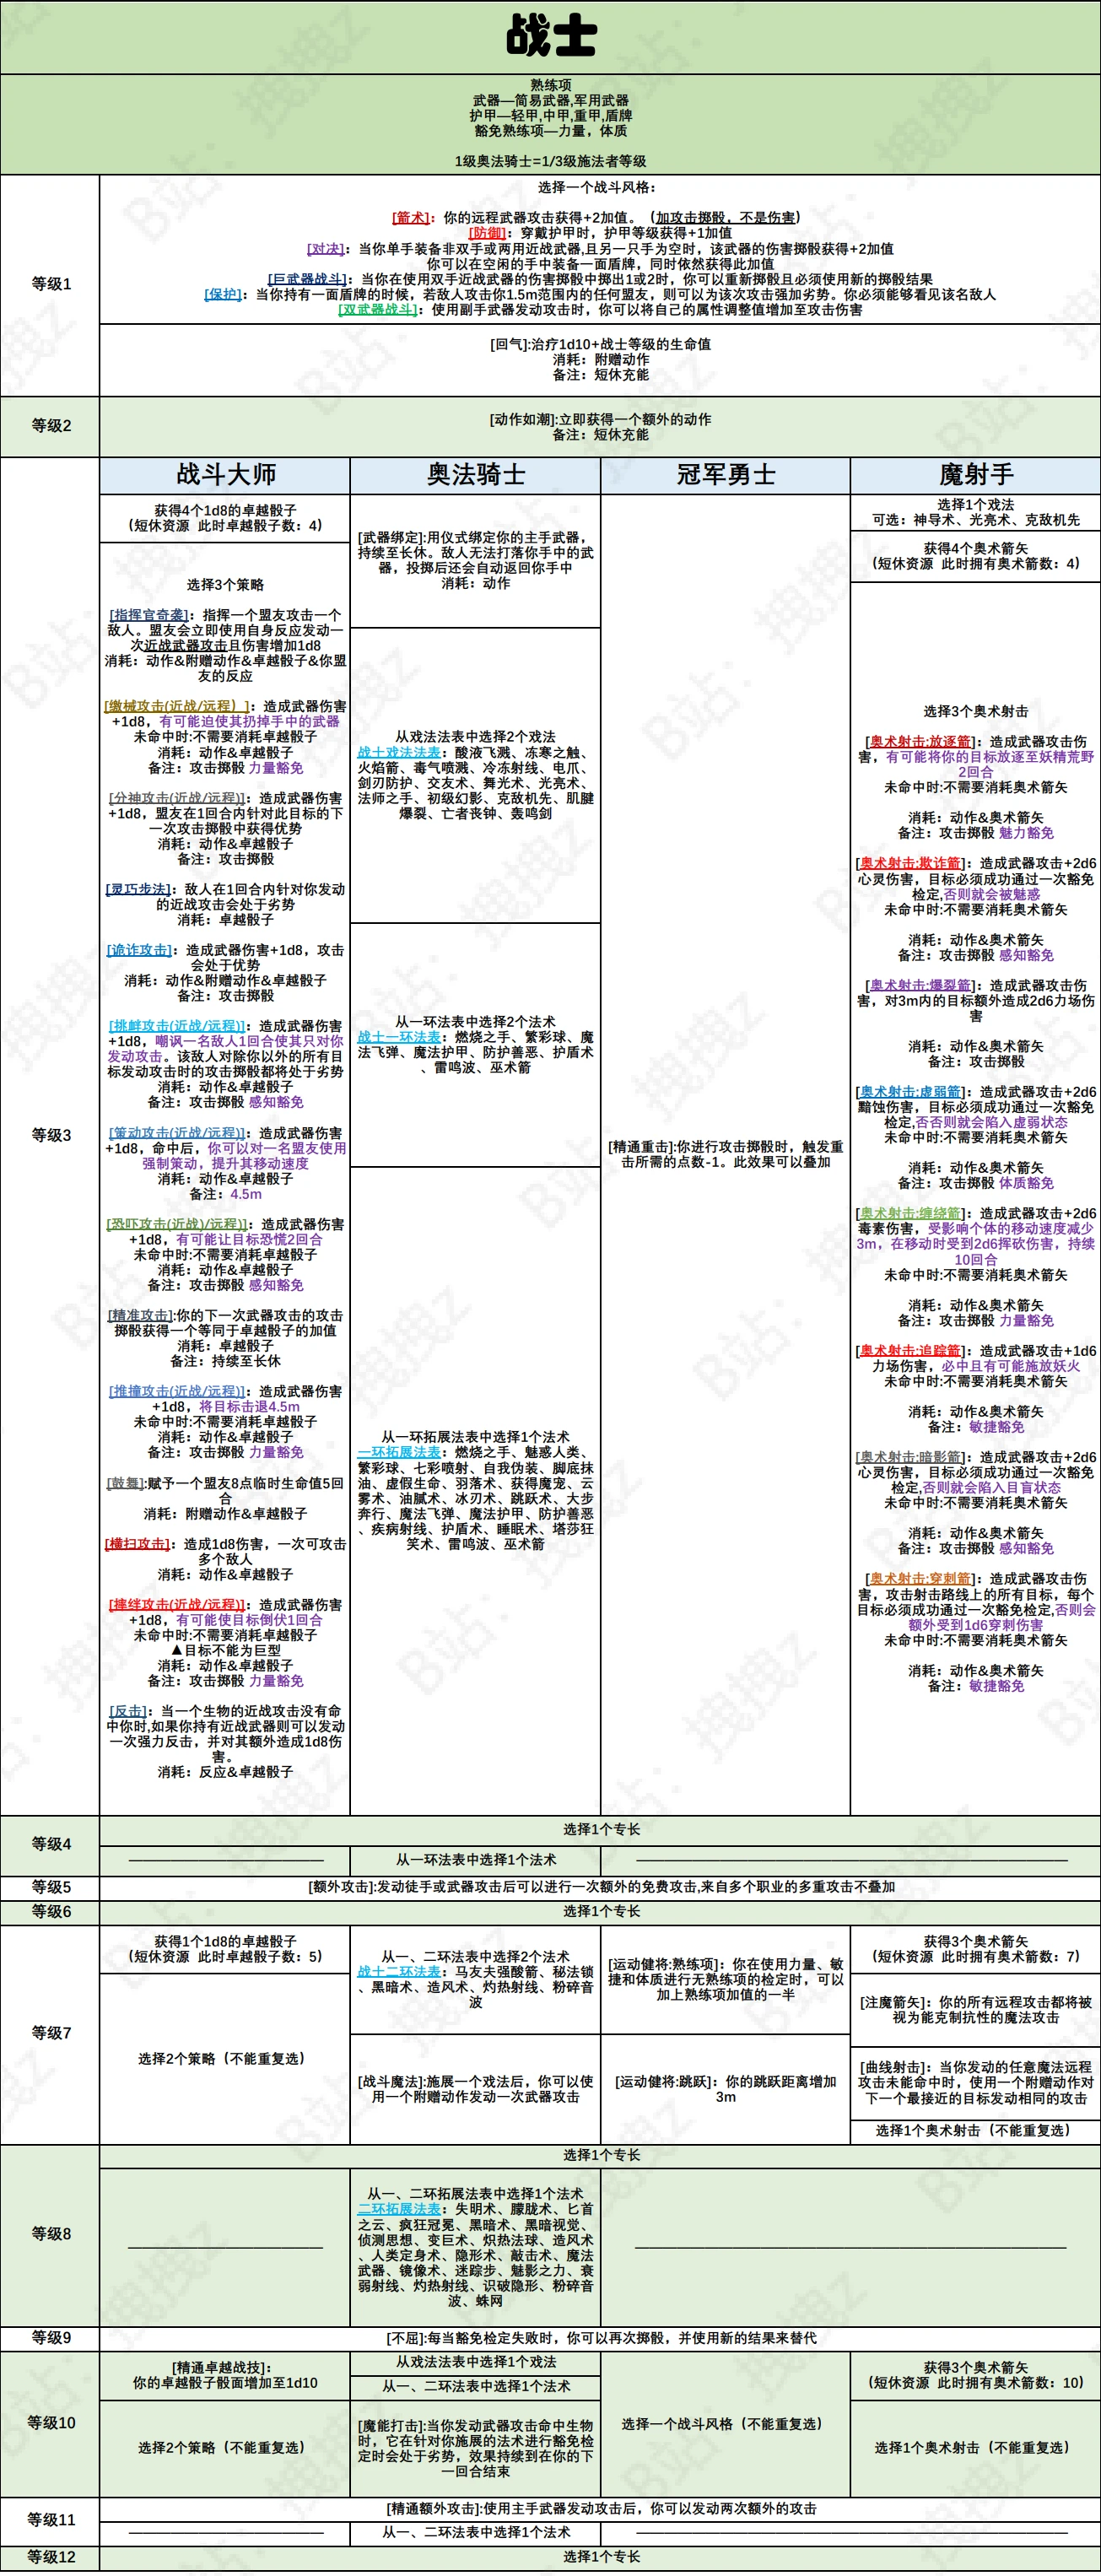 战士
熟练项
武器—简易武器,军用武器
护甲—轻甲,中甲,重甲,盾牌
豁免熟练项—力量，体质
1级奥法骑士=1/3级施法者等级
等级1
选择一个战斗风格：
[箭术]：你的远程武器攻击获得+2加值。（加攻击掷骰，不是伤害）
[防御]：穿戴护甲时，护甲等级获得+1加值
[对决]：当你单手装备非双手或两用近战武器,且另一只手为空时，该武器的伤害掷骰获得+2加值
你可以在空闲的手中装备一面盾牌，同时依然获得此加值
[巨武器战斗]：当你在使用双手近战武器的伤害掷骰中掷出1或2时，你可以重新掷骰且必须使用新的掷骰结果
[保护]：当你持有一面盾牌的时候，若敌人攻击你1.5m范围内的任何盟友，则可以为该次攻击强加劣势。你必须能够看见该名敌人
[双武器战斗]：使用副手武器发动攻击时，你可以将自己的属性调整值增加至攻击伤害
[回气]:治疗1d10+战士等级的生命值
消耗：附赠动作
备注：短休充能
等级2
[动作如潮]:立即获得一个额外的动作
备注：短休充能
等级3
战斗大师
获得4个1d8的卓越骰子
(短休资源 此时卓越骰子数：4)
选择3个策略
[指挥官奇袭]：指挥一个盟友攻击一个
敌人。盟友会立即使用自身反应发动一
次近战武器攻击且伤害增加1d8
消耗：动作&附赠动作&卓越骰子&你盟
友的反应
[缴械攻击(近战/远程）]：造成武器伤害
+1d8，有可能迫使其扔掉手中的武器
未命中时:不需要消耗卓越骰子
消耗：动作&卓越骰子
备注：攻击掷骰 力量豁免
[分神攻击(近战/远程)]：造成武器伤害
+1d8，盟友在1回合内针对此目标的下
一次攻击掷骰中获得优势
消耗：动作&卓越骰子
备注：攻击掷骰
[灵巧步法]：敌人在1回合内针对你发动
的近战攻击会处于劣势
消耗：卓越骰子
[诡诈攻击]：造成武器伤害+1d8，攻击
会处于优势
消耗：动作&附赠动作&卓越骰子
备注：攻击掷骰
[挑衅攻击(近战/远程)]：造成武器伤害
+1d8，嘲讽一名敌人1回合使其只对你
发动攻击。该敌人对除你以外的所有目
标发动攻击时的攻击掷骰都将处于劣势
消耗：动作&卓越骰子
备注：攻击掷骰 感知豁免
[策动攻击(近战/远程)]：造成武器伤害
+1d8，命中后，你可以对一名盟友使用
强制策动，提升其移动速度
消耗：动作&卓越骰子
备注：4.5m
[恐吓攻击(近战)/远程)]：造成武器伤害
+1d8，有可能让目标恐慌2回合
未命中时:不需要消耗卓越骰子
消耗：动作&卓越骰子
备注：攻击掷骰 感知豁免
[精准攻击]:你的下一次武器攻击的攻击
掷骰获得一个等同于卓越骰子的加值
消耗：卓越骰子
备注：持续至长休
[推撞攻击(近战/远程)]：造成武器伤害
+1d8，将目标击退4.5m
未命中时:不需要消耗卓越骰子
消耗：动作&卓越骰子
备注：攻击掷骰 力量豁免
[鼓舞]:赋予一个盟友8点临时生命值5回
合
消耗：附赠动作&卓越骰子
[横扫攻击]：造成1d8伤害，一次可攻击
多个敌人
消耗：动作&卓越骰子
[摔绊攻击(近战/远程)]：造成武器伤害
+1d8，有可能使目标倒伏1回合
未命中时:不需要消耗卓越骰子
▲目标不能为巨型
消耗：动作&卓越骰子
备注：攻击掷骰 力量豁免
[反击]：当一个生物的近战攻击没有命
中你时,如果你持有近战武器则可以发动
一次强力反击，并对其额外造成1d8伤
害。
消耗：反应&卓越骰子
奥法骑士
[武器绑定]:用仪式绑定你的主手武器，
持续至长休。敌人无法打落你手中的武
器，投掷后还会自动返回你手中
消耗：动作
从戏法法表中选择2个戏法
战士戏法法表：酸液飞溅、冻寒之触、
火焰箭、毒气喷溅、冷冻射线、电爪、
剑刃防护、交友术、舞光术、光亮术、
法师之手、初级幻影、克敌机先、肌腱
爆裂、亡者丧钟、轰鸣剑
从一环法表中选择2个法术
战士一环法表：燃烧之手、繁彩球、魔
法飞弹、魔法护甲、防护善恶、护盾术
、雷鸣波、巫术箭
从一环拓展法表中选择1个法术
一环拓展法表：燃烧之手、魅惑人类、
繁彩球、七彩喷射、自我伪装、脚底抹
油、虚假生命、羽落术、获得魔宠、云
雾术、油腻术、冰刃术、跳跃术、大步
奔行、魔法飞弹、魔法护甲、防护善恶
、疾病射线、护盾术、睡眠术、塔莎狂
笑术、雷鸣波、巫术箭
冠军勇士
[精通重击]:你进行攻击掷骰时，触发重
击所需的点数-1。此效果可以叠加
魔射手
选择1个戏法
可选：神导术、光亮术、克敌机先
获得4个奥术箭矢
(短休资源 此时拥有奥术箭数：4)
选择3个奥术射击
[奥术射击:放逐箭]：造成武器攻击伤
害，有可能将你的目标放逐至妖精荒野
2回合
未命中时:不需要消耗奥术箭矢
消耗：动作&奥术箭矢
备注：攻击掷骰 魅力豁免
[奥术射击:欺诈箭]：造成武器攻击+2d6
心灵伤害，目标必须成功通过一次豁免
检定,否则就会被魅惑
未命中时:不需要消耗奥术箭矢
消耗：动作&奥术箭矢
备注：攻击掷骰 感知豁免
[奥术射击:爆裂箭]：造成武器攻击伤
害，对3m内的目标额外造成2d6力场伤
害
消耗：动作&奥术箭矢
备注：攻击掷骰
[奥术射击:虚弱箭]：造成武器攻击+2d6
黯蚀伤害，目标必须成功通过一次豁免
检定,否否则就会陷入虚弱状态
未命中时:不需要消耗奥术箭矢
消耗：动作&奥术箭矢
备注：攻击掷骰 体质豁免
[奥术射击:缠绕箭]：造成武器攻击+2d6
毒素伤害，受影响个体的移动速度减少
3m，在移动时受到2d6挥砍伤害，持续
10回合
未命中时:不需要消耗奥术箭矢
消耗：动作&奥术箭矢
备注：攻击掷骰 力量豁免
[奥术射击:追踪箭]：造成武器攻击+1d6
力场伤害，必中且有可能施放妖火
未命中时:不需要消耗奥术箭矢
消耗：动作&奥术箭矢
备注：敏捷豁免
[奥术射击:暗影箭]：造成武器攻击+2d6
心灵伤害，目标必须成功通过一次豁免
检定,否则就会陷入目盲状态
未命中时:不需要消耗奥术箭矢
消耗：动作&奥术箭矢
备注：攻击掷骰 感知豁免
[奥术射击:穿刺箭]：造成武器攻击伤
害，攻击射击路线上的所有目标，每个
目标必须成功通过一次豁免检定,否则会
额外受到1d6穿刺伤害
未命中时:不需要消耗奥术箭矢
消耗：动作&奥术箭矢
备注：敏捷豁免
等级4
选择1个专长
从一环法表中选择1个法术
等级5
[额外攻击]:发动徒手或武器攻击后可以进行一次额外的免费攻击,来自多个职业的多重攻击不叠加
等级6
选择1个专长
等级7
获得1个1d8的卓越骰子
(短休资源 此时卓越骰子数：5)
选择2个策略（不能重复选）
从一、二环法表中选择2个法术
战士二环法表：马友夫强酸箭、秘法锁
、黑暗术、造风术、灼热射线、粉碎音
波
[战斗魔法]:施展一个戏法后，你可以使
用一个附赠动作发动一次武器攻击
[运动健将:熟练项]：你在使用力量、敏
捷和体质进行无熟练项的检定时，可以
加上熟练项加值的一半
[运动健将:跳跃]：你的跳跃距离增加
3m
获得3个奥术箭矢
(短休资源 此时拥有奥术箭数：7)
[注魔箭矢]：你的所有远程攻击都将被
视为能克制抗性的魔法攻击
[曲线射击]：当你发动的任意魔法远程
攻击未能命中时，使用一个附赠动作对
下一个最接近的目标发动相同的攻击
选择1个奥术射击（不能重复选）
等级8
选择1个专长
从一、二环拓展法表中选择1个法术
二环拓展法表：失明术、朦胧术、匕首
之云、疯狂冠冕、黑暗术、黑暗视觉、
侦测思想、变巨术、炽热法球、造风术
、人类定身术、隐形术、敲击术、魔法
武器、镜像术、迷踪步、魅影之力、衰
弱射线、灼热射线、识破隐形、粉碎音
波、蛛网
等级9
[不屈]:每当豁免检定失败时，你可以再次掷骰，并使用新的结果来替代
等级10
[精通卓越战技]：
你的卓越骰子骰面增加至1d10
选择2个策略（不能重复选）
从戏法法表中选择1个戏法
从一、二环法表中选择1个法术
[魔能打击]:当你发动武器攻击命中生物
时，它在针对你施展的法术进行豁免检
定时会处于劣势，效果持续到在你的下
一回合结束
选择一个战斗风格（不能重复选）
获得3个奥术箭矢
(短休资源 此时拥有奥术箭数：10)
选择1个奥术射击（不能重复选）
等级11
[精通额外攻击]:使用主手武器发动攻击后，你可以发动两次额外的攻击
从一、二环法表中选择1个法术
等级12
选择1个专长
B站：拽拽z